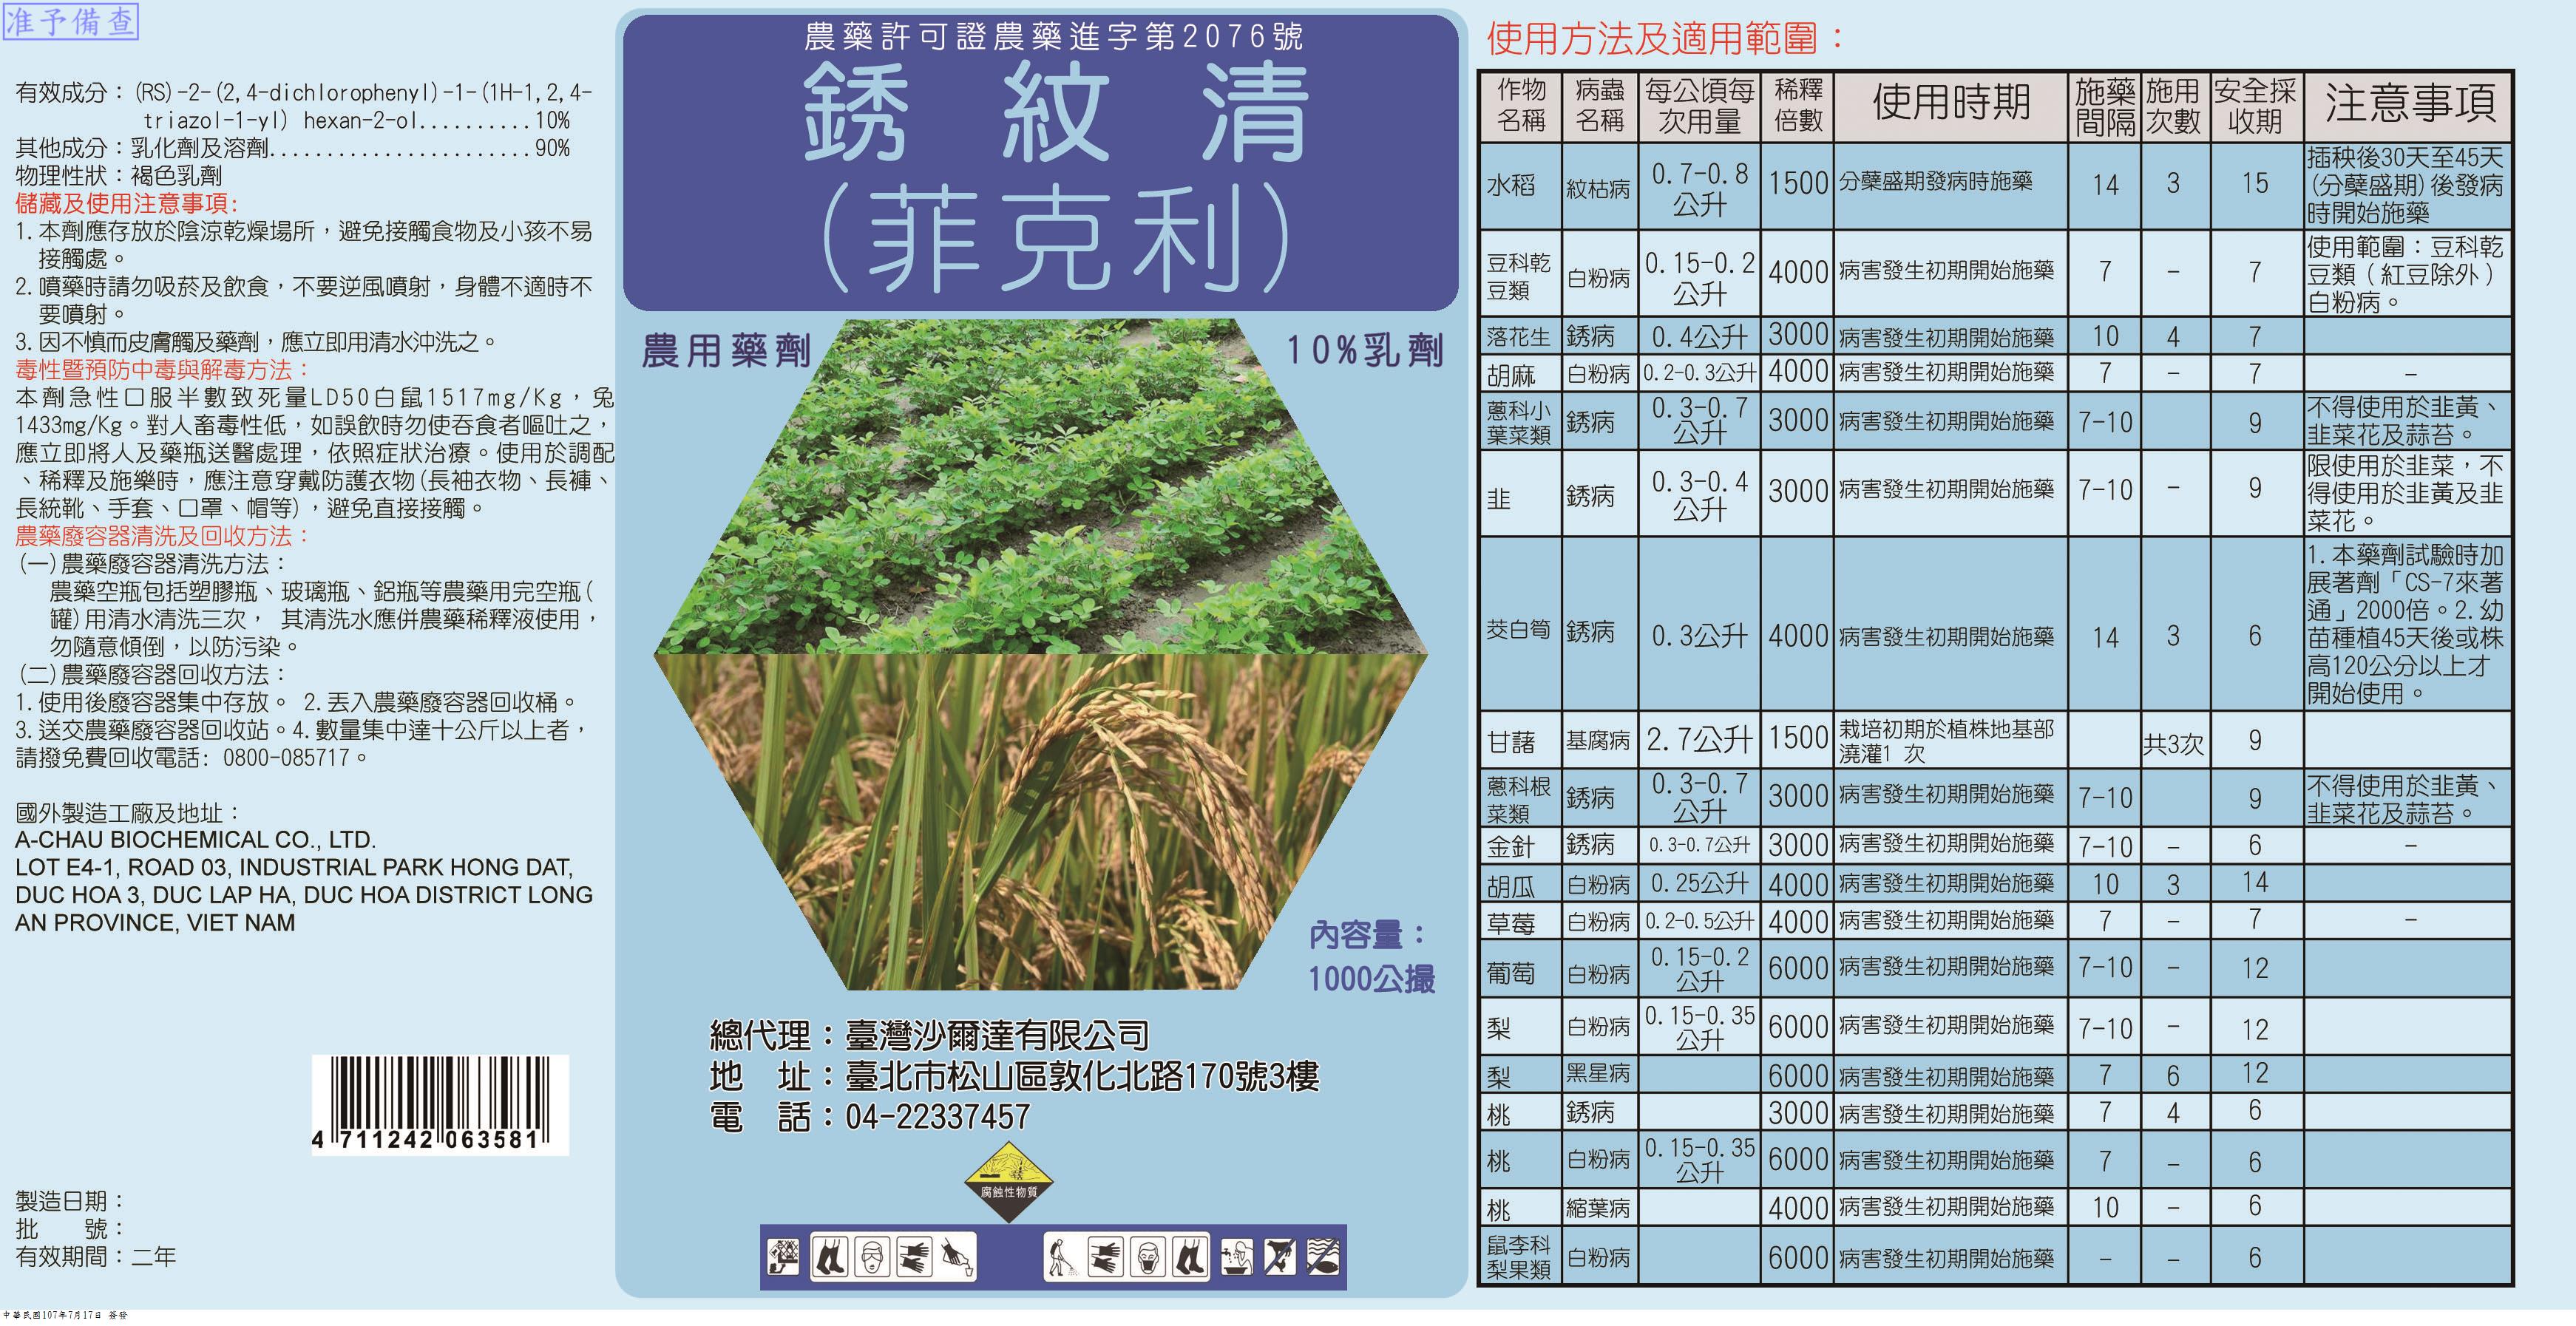 准予備查
有效成分：(RS)-2-(2,4-dichlorophenyl)-1-(1H-1,2,4-
triazol-1-yl) hexan-2-ol..........10%
其他成分：乳化劑及溶劑.......................90%
物理性狀：褐色乳劑
儲藏及使用注意事項:
1.本劑應存放於陰涼乾燥場所，避免接觸食物及小孩不易
接觸處。
2.噴藥時請勿吸菸及飲食，不要逆風噴射，身體不適時不
要噴射。
3.因不慎而皮膚觸及藥劑，應立即用清水沖洗之。
毒性暨預防中毒與解毒方法：
本劑急性口服半數致死量LD50白鼠1517mg/Kg，兔
1433mg/Kg。對人畜毒性低，如誤飲時勿使吞食者嘔吐之，
應立即將人及藥瓶送醫處理，依照症狀治療。使用於調配
、稀釋及施樂時，應注意穿戴防護衣物(長袖衣物、長褲、
長統靴、手套、口罩、帽等)，避免直接接觸。
農藥廢容器清洗及回收方法：
(一)農藥廢容器清洗方法：
農藥空瓶包括塑膠瓶、玻璃瓶、鋁瓶等農藥用完空瓶(
罐)用清水清洗三次， 其清洗水應併農藥稀釋液使用，
勿隨意傾倒，以防污染。
(二)農藥廢容器回收方法：
1.使用後廢容器集中存放。 2.丟入農藥廢容器回收桶。
3.送交農藥廢容器回收站。4.數量集中達十公斤以上者，
請撥免費回收電話: 0800-085717。
國外製造工廠及地址：
A-CHAU BIOCHEMICAL CO., LTD.
LOT E4-1, ROAD 03, INDUSTRIAL PARK HONG DAT,
DUC HOA 3, DUC LAP HA, DUC HOA DISTRICT LONG
AN PROVINCE, VIET NAM
4 711242 063581
製造日期：
批　　號：
有效期間：二年
中華民國107年7月17日 簽發
農藥許可證農藥進字第2076號
銹 紋 清
(菲克利)
農用藥劑
10%乳劑
內容量：
1000公撮
總代理：臺灣沙爾達有限公司
地　址：臺北市松山區敦化北路170號3樓
電　話：04-22337457
腐蝕性物質
使用方法及適用範圍：
作物名稱 病蟲名稱 每公頃每次用量 稀釋倍數 使用時期 施藥間隔 施用次數 安全採收期 注意事項
水稻 紋枯病 0.7-0.8公升 1500 分蘗盛期發病時施藥 14 3 15 插秧後30天至45天(分蘗盛期)後發病時開始施藥
豆科乾豆類 白粉病 0.15-0.2公升 4000 病害發生初期開始施藥 7 - 7 使用範圍：豆科乾豆類（紅豆除外）白粉病。
落花生 銹病 0.4公升 3000 病害發生初期開始施藥 10 4 7
胡麻 白粉病 0.2-0.3公升 4000 病害發生初期開始施藥 7 - 7 -
蔥科小葉菜類 銹病 0.3-0.7公升 3000 病害發生初期開始施藥 7-10 9 不得使用於韭黃、韭菜花及蒜苔。
韭 銹病 0.3-0.4公升 3000 病害發生初期開始施藥 7-10 - 9 限使用於韭菜，不得使用於韭黃及韭菜花。
茭白筍 銹病 0.3公升 4000 病害發生初期開始施藥 14 3 6 1.本藥劑試驗時加展著劑「CS-7來著通」2000倍。2.幼苗種植45天後或株高120公分以上才開始使用。
甘藷 基腐病 2.7公升 1500 栽培初期於植株地基部澆灌1 次 共3次 9
蔥科根菜類 銹病 0.3-0.7公升 3000 病害發生初期開始施藥 7-10 9 不得使用於韭黃、韭菜花及蒜苔。
金針 銹病 0.3-0.7公升 3000 病害發生初期開始施藥 7-10 - 6 -
胡瓜 白粉病 0.25公升 4000 病害發生初期開始施藥 10 3 14
草莓 白粉病 0.2-0.5公升 4000 病害發生初期開始施藥 7 - 7 -
葡萄 白粉病 0.15-0.2公升 6000 病害發生初期開始施藥 7-10 - 12
梨 白粉病 0.15-0.35公升 6000 病害發生初期開始施藥 7-10 - 12
梨 黑星病 6000 病害發生初期開始施藥 7 6 12
桃 銹病 3000 病害發生初期開始施藥 7 4 6
桃 白粉病 0.15-0.35公升 6000 病害發生初期開始施藥 7 - 6
桃 縮葉病 4000 病害發生初期開始施藥 10 - 6
鼠李科梨果類 白粉病 6000 病害發生初期開始施藥 - - 6